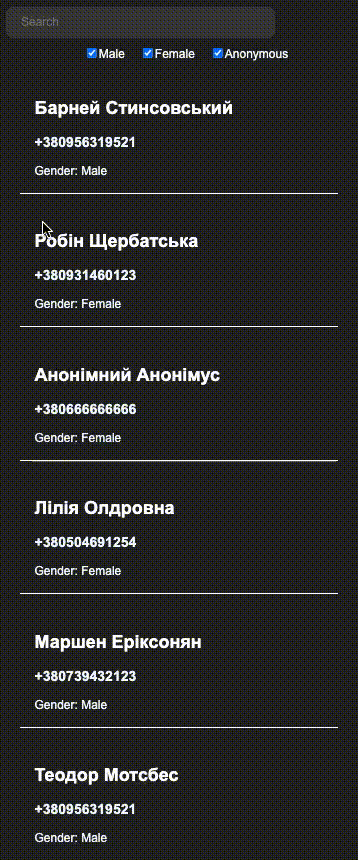 Search
Male Female Anonymous
Барней Стинсовський
+380956319521
Gender: Male
Робін Щербатська
+380931460123
Gender: Female
Анонімний Анонімус
+380666666666
Gender: Female
Лілія Олдровна
+380504691254
Gender: Female
Маршен Еріксонян
+380739432123
Gender: Male
Теодор Мотсбес
+380956319521
Gender: Male